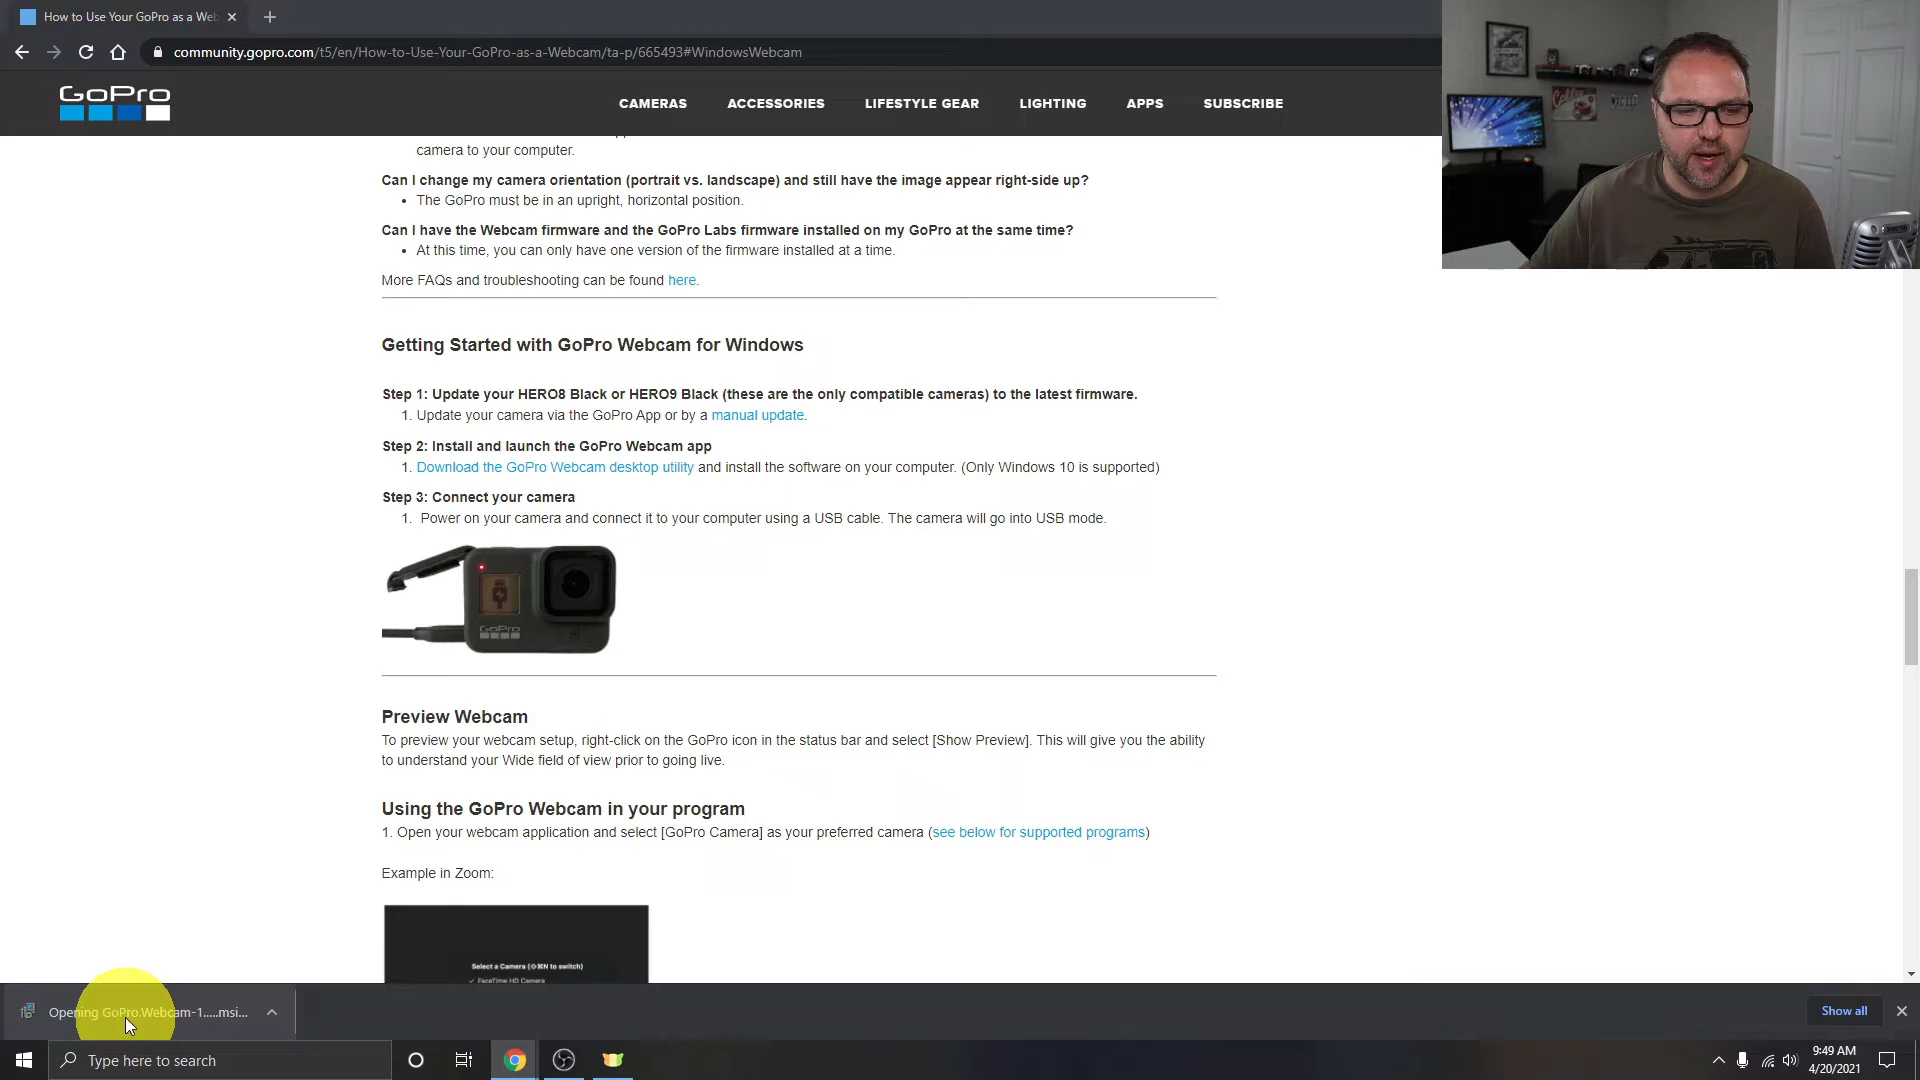 How to Use Your GoPro as a Web
community.gopro.com/t5/en/How-to-Use-Your-GoPro-as-a-Webcam/ta-p/665493#WindowsWebcam
GoPro
CAMERAS ACCESSORIES LIFESTYLE GEAR LIGHTING APPS SUBSCRIBE
camera to your computer.
Can I change my camera orientation (portrait vs. landscape) and still have the image appear right-side up?
• The GoPro must be in an upright, horizontal position.
Can I have the Webcam firmware and the GoPro Labs firmware installed on my GoPro at the same time?
• At this time, you can only have one version of the firmware installed at a time.
More FAQs and troubleshooting can be found here.
Getting Started with GoPro Webcam for Windows
Step 1: Update your HERO8 Black or HERO9 Black (these are the only compatible cameras) to the latest firmware.
1. Update your camera via the GoPro App or by a manual update.
Step 2: Install and launch the GoPro Webcam app
1. Download the GoPro Webcam desktop utility and install the software on your computer. (Only Windows 10 is supported)
Step 3: Connect your camera
1. Power on your camera and connect it to your computer using a USB cable. The camera will go into USB mode.
GoPro
Preview Webcam
To preview your webcam setup, right-click on the GoPro icon in the status bar and select [Show Preview]. This will give you the ability
to understand your Wide field of view prior to going live.
Using the GoPro Webcam in your program
1. Open your webcam application and select [GoPro Camera] as your preferred camera (see below for supported programs)
Example in Zoom:
Select a Camera (⇧⌘N to switch)
✓ FaceTime HD Camera
Opening GoPro.Webcam-1.....msi...
Show all
Type here to search
9:49 AM
4/20/2021